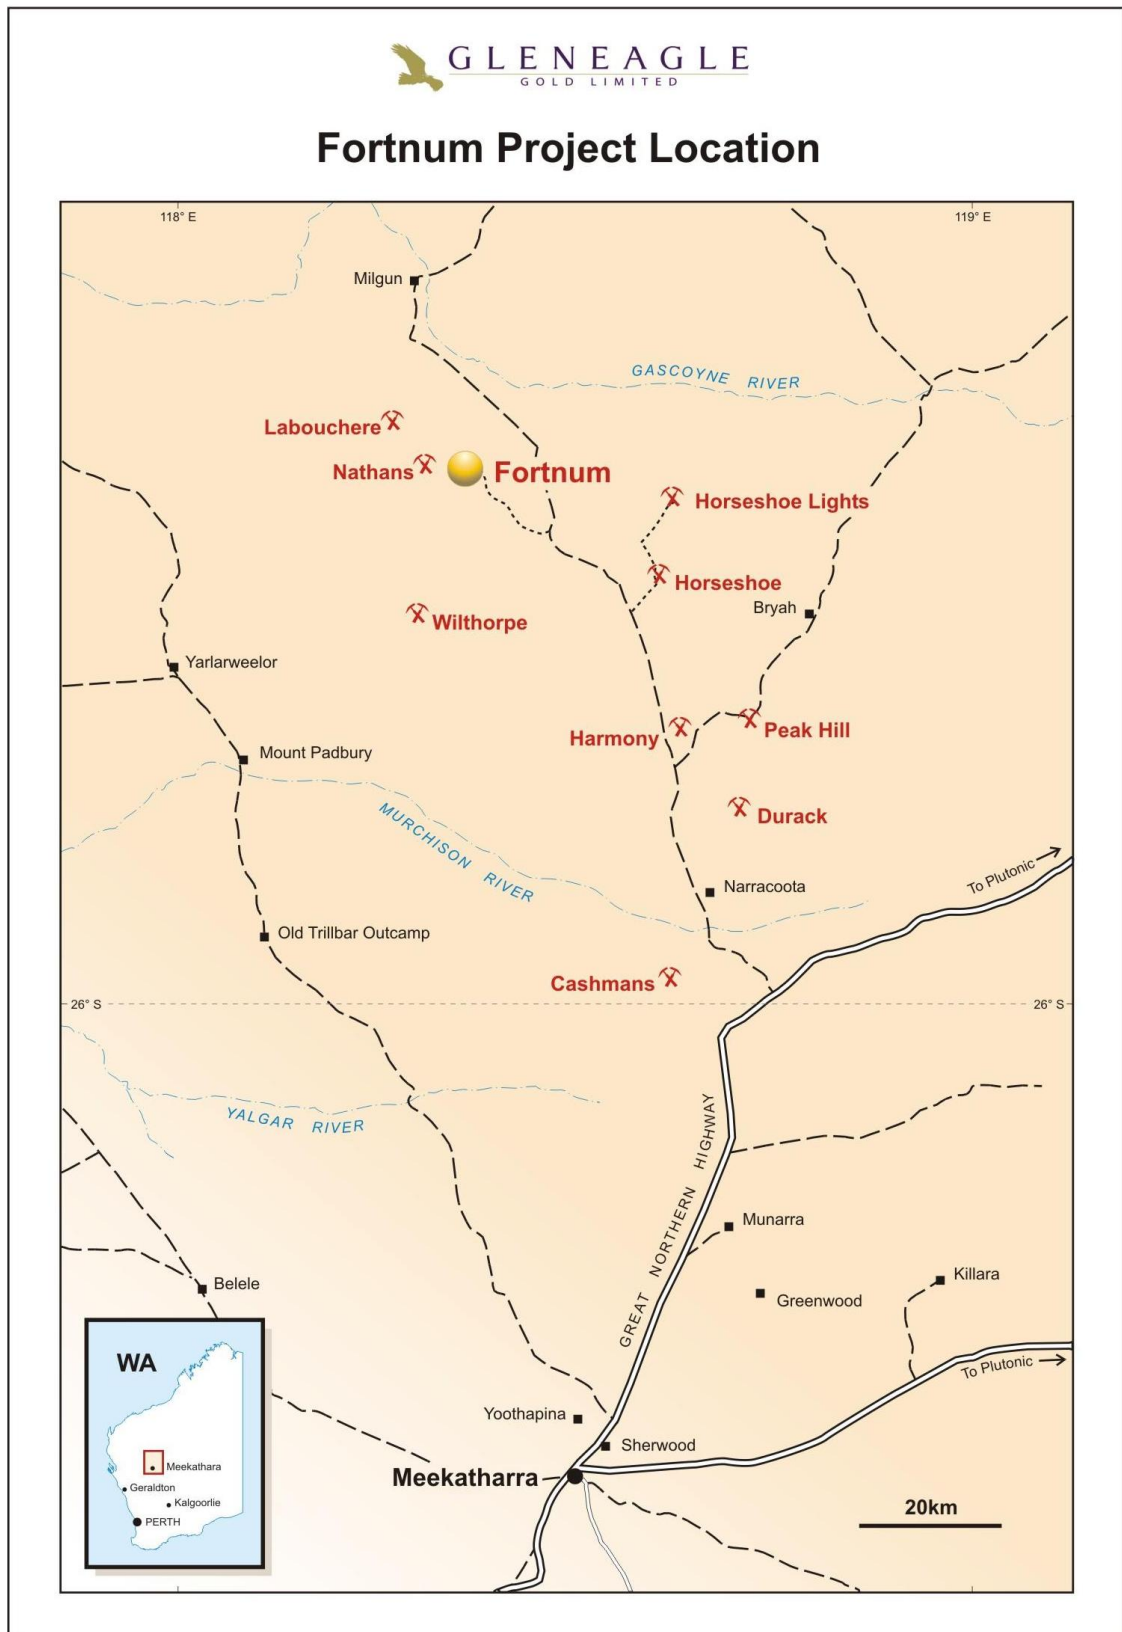 GLENEAGLE
GOLD LIMITED
Fortnum Project Location
118° E
119° E
Milgun
GASCOYNE RIVER
Labouchere
Nathans
Fortnum
Horseshoe Lights
Horseshoe
Bryah
Wilthorpe
Yarlarweelor
Harmony
Peak Hill
Mount Padbury
MURCHISON RIVER
Durack
To Plutonic
Narracoota
Old Trillbar Outcamp
Cashmans
26° S
26° S
YALGAR RIVER
GREAT NORTHERN HIGHWAY
Munarra
Killara
Belele
Greenwood
WA
To Plutonic
Yoothapina
Sherwood
Meekathara
Meekatharra
Geraldton
Kalgoorlie
20km
PERTH